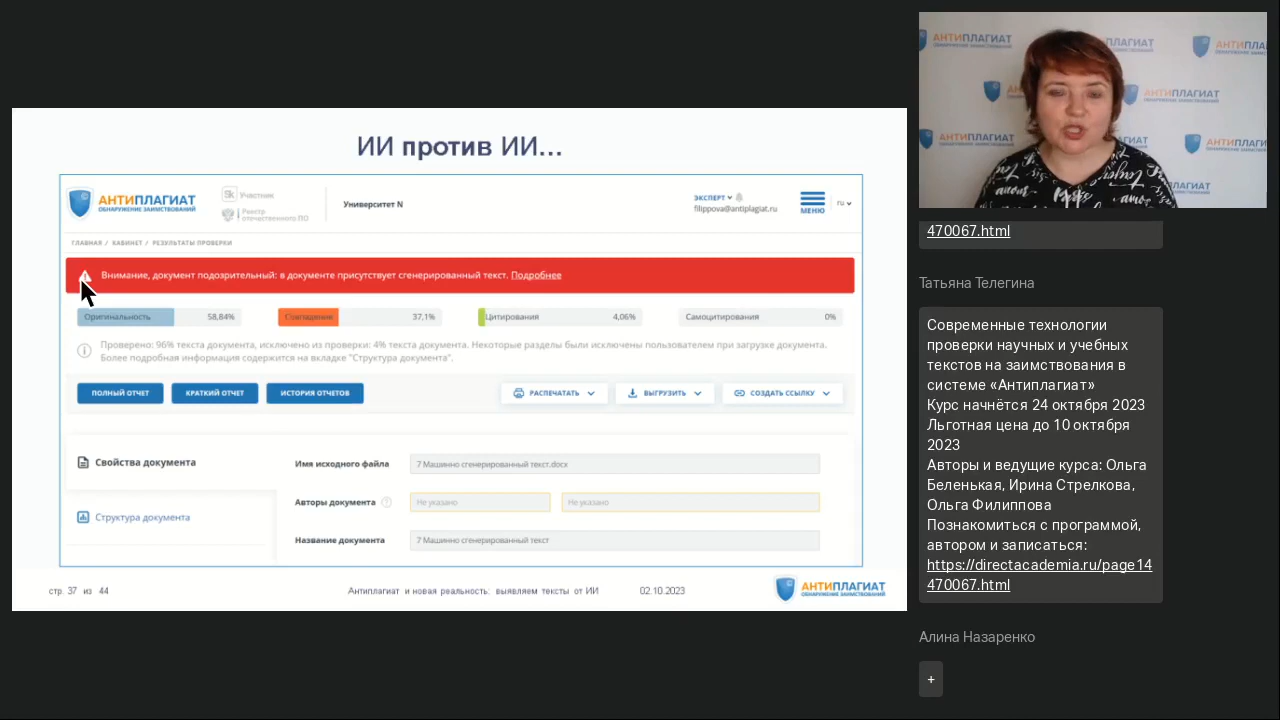 ИИ против ИИ...
АНТИПЛАГИАТ
ОБНАРУЖЕНИЕ ЗАИМСТВОВАНИЙ
Sk Участник
Реестр
отечественного ПО
Университет N
ЭКСПЕРТ
filippova@antiplagiat.ru
МЕНЮ
ru
ГЛАВНАЯ / КАБИНЕТ / РЕЗУЛЬТАТЫ ПРОВЕРКИ
Внимание, документ подозрительный: в документе присутствует сгенерированный текст. Подробнее
Оригинальность 58,84%
Совпадения 37,1%
Цитирования 4,06%
Самоцитирования 0%
Проверено: 96% текста документа, исключено из проверки: 4% текста документа. Некоторые разделы были исключены пользователем при загрузке документа.
Более подробная информация содержится на вкладке "Структура документа".
ПОЛНЫЙ ОТЧЕТ
КРАТКИЙ ОТЧЕТ
ИСТОРИЯ ОТЧЕТОВ
РАСПЕЧАТАТЬ
ВЫГРУЗИТЬ
СОЗДАТЬ ССЫЛКУ
Свойства документа
Структура документа
Имя исходного файла
7 Машинно сгенерированный текст.docx
Авторы документа
Не указано
Не указано
Название документа
7 Машинно сгенерированный текст
стр. 37 из 44
Антиплагиат и новая реальность: выявляем тексты от ИИ
02.10.2023
АНТИПЛАГИАТ
ОБНАРУЖЕНИЕ ЗАИМСТВОВАНИЙ
АНТИПЛАГИАТ
470067.html
Татьяна Телегина
Современные технологии
проверки научных и учебных
текстов на заимствования в
системе «Антиплагиат»
Курс начнётся 24 октября 2023
Льготная цена до 10 октября
2023
Авторы и ведущие курса: Ольга
Беленькая, Ирина Стрелкова,
Ольга Филиппова
Познакомиться с программой,
автором и записаться:
https://directacademia.ru/page14
470067.html
Алина Назаренко
+